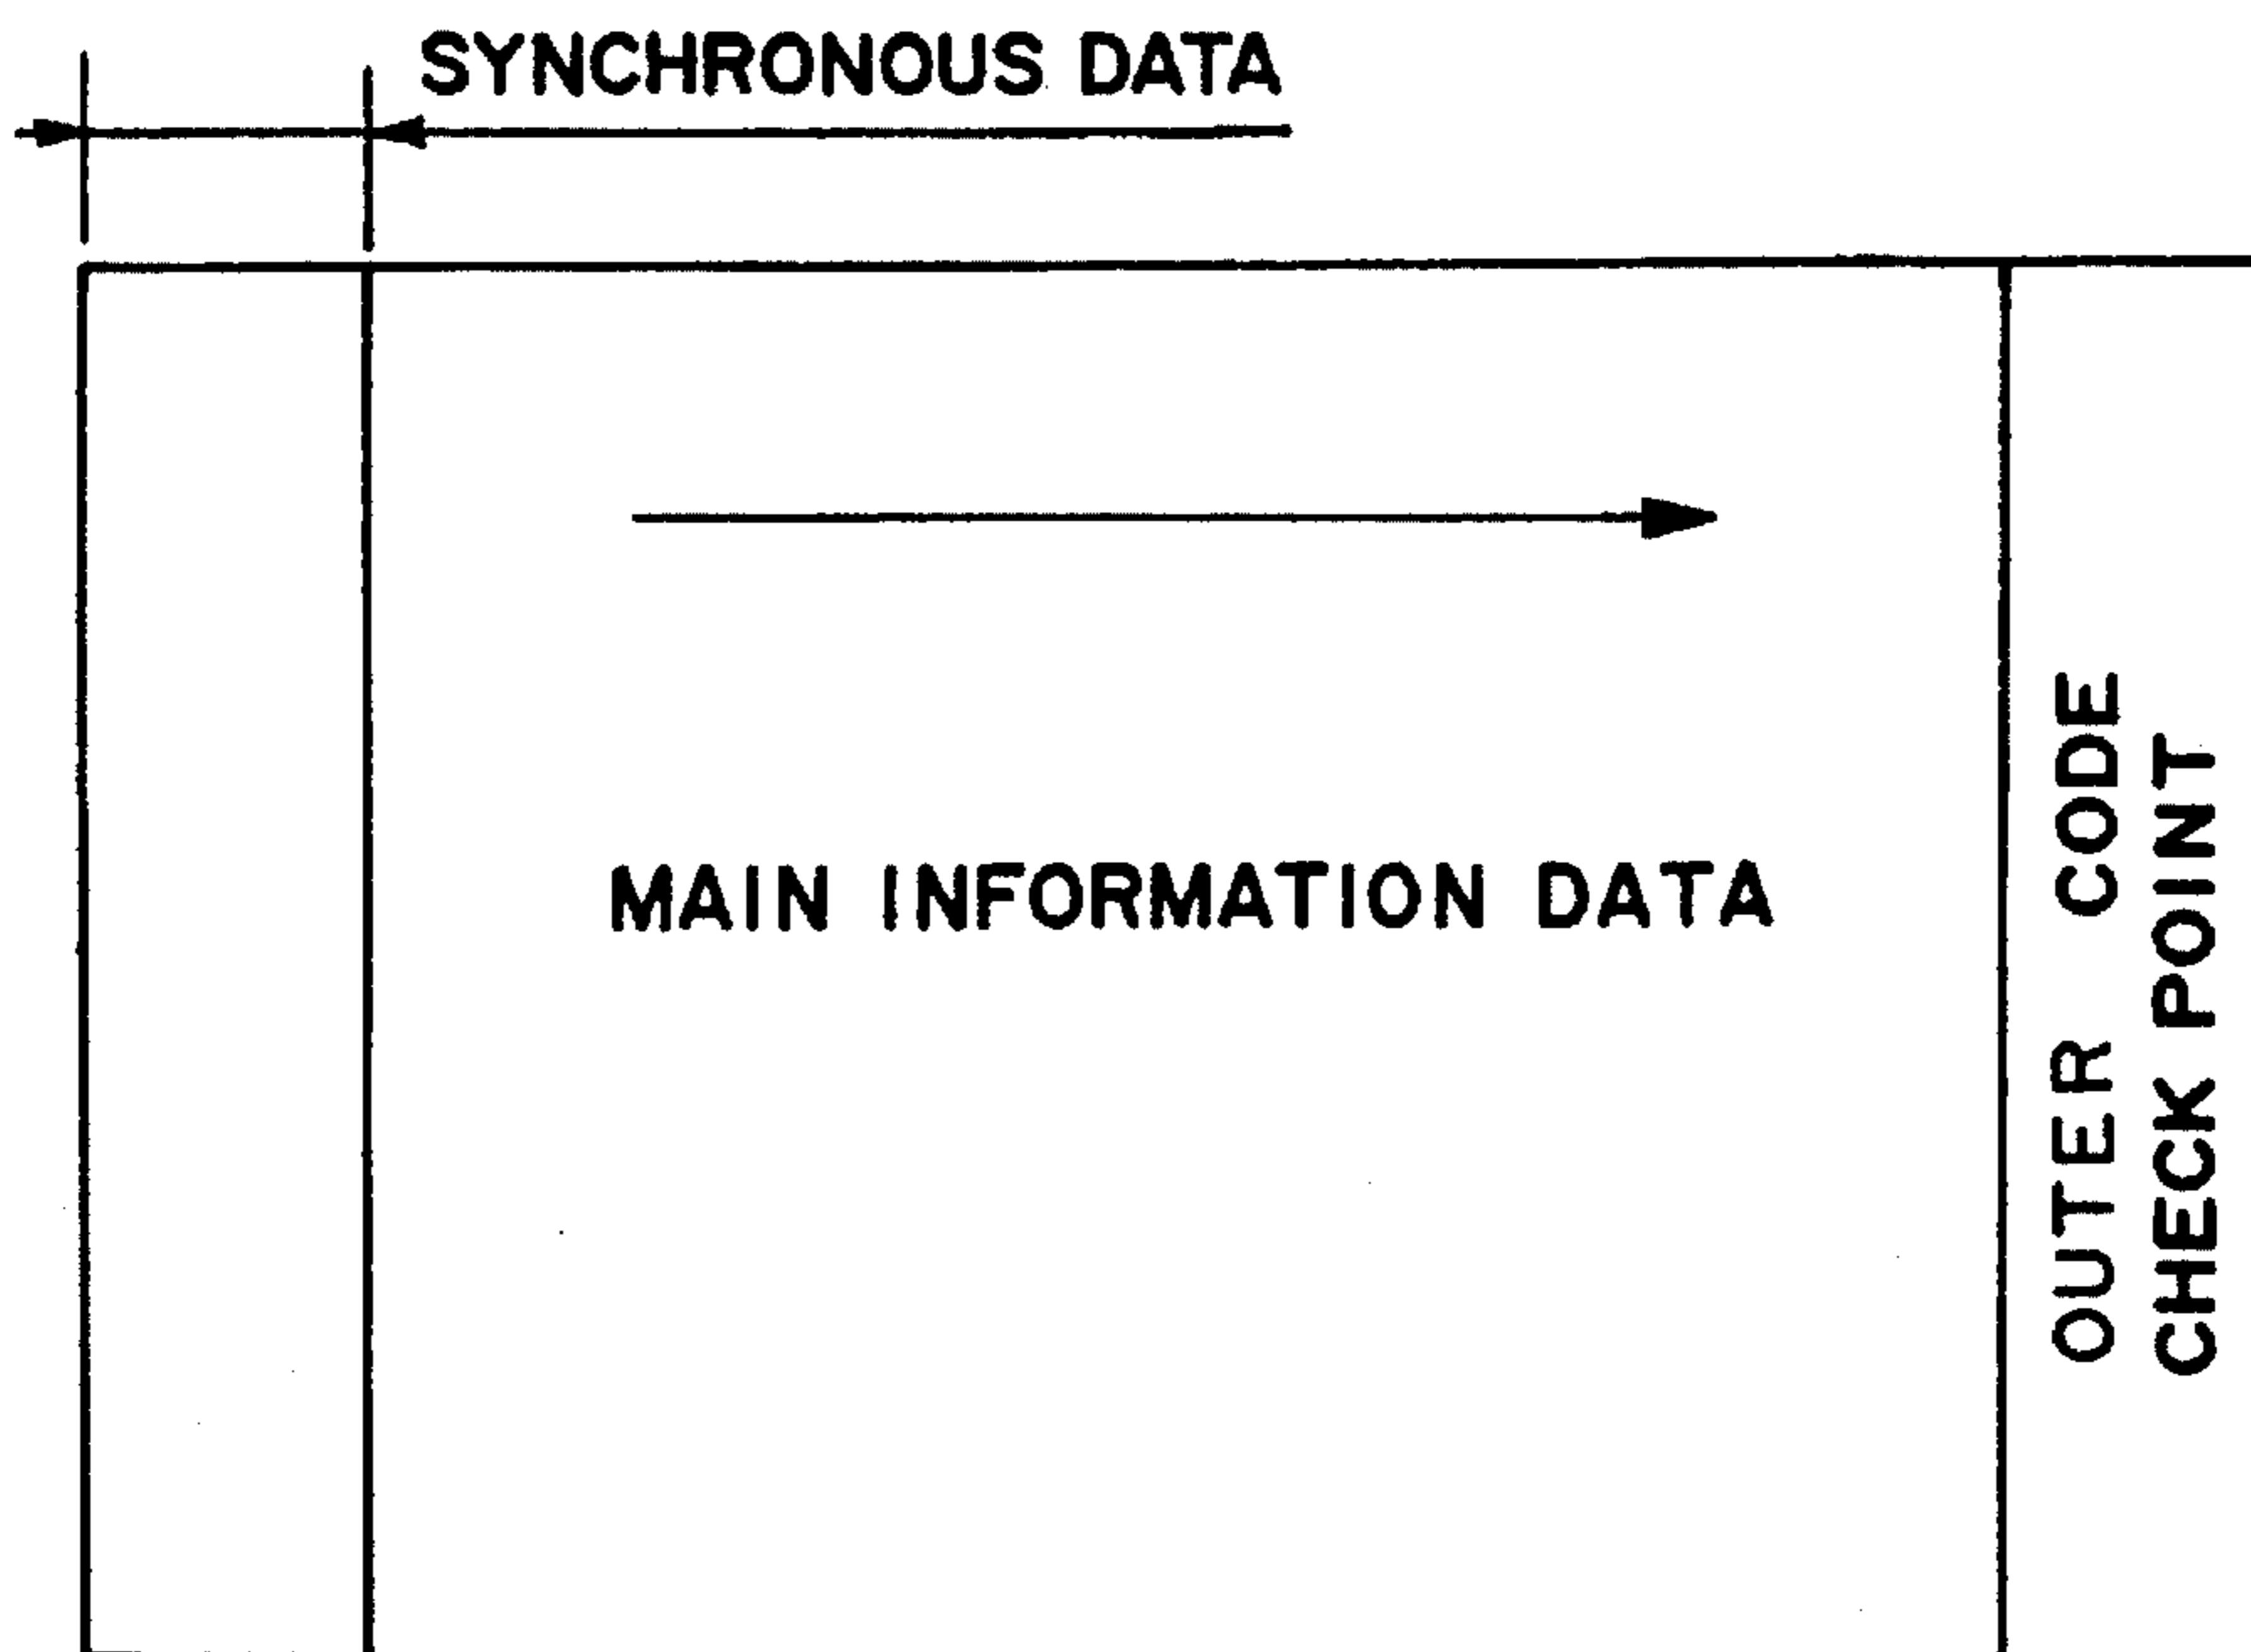 SYNCHRONOUS DATA
MAIN INFORMATION DATA
OUTER CODE
CHECK POINT